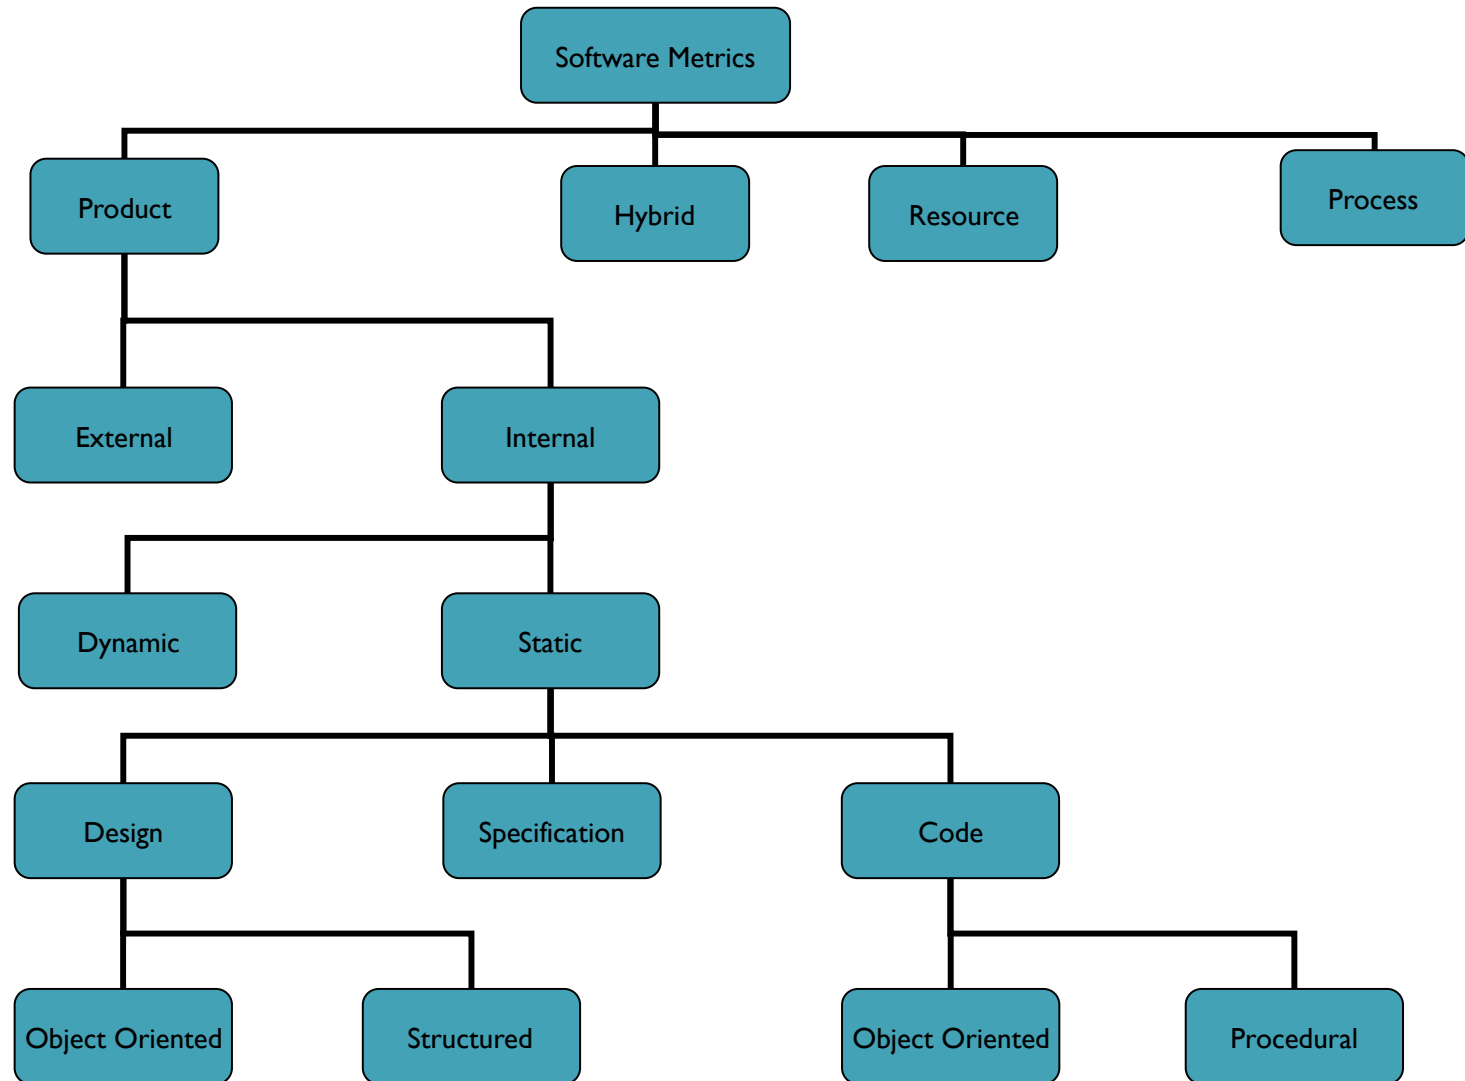 Software Metrics
Product
Hybrid
Resource
Process
External
Internal
Dynamic
Static
Design
Specification
Code
Object Oriented
Structured
Object Oriented
Procedural